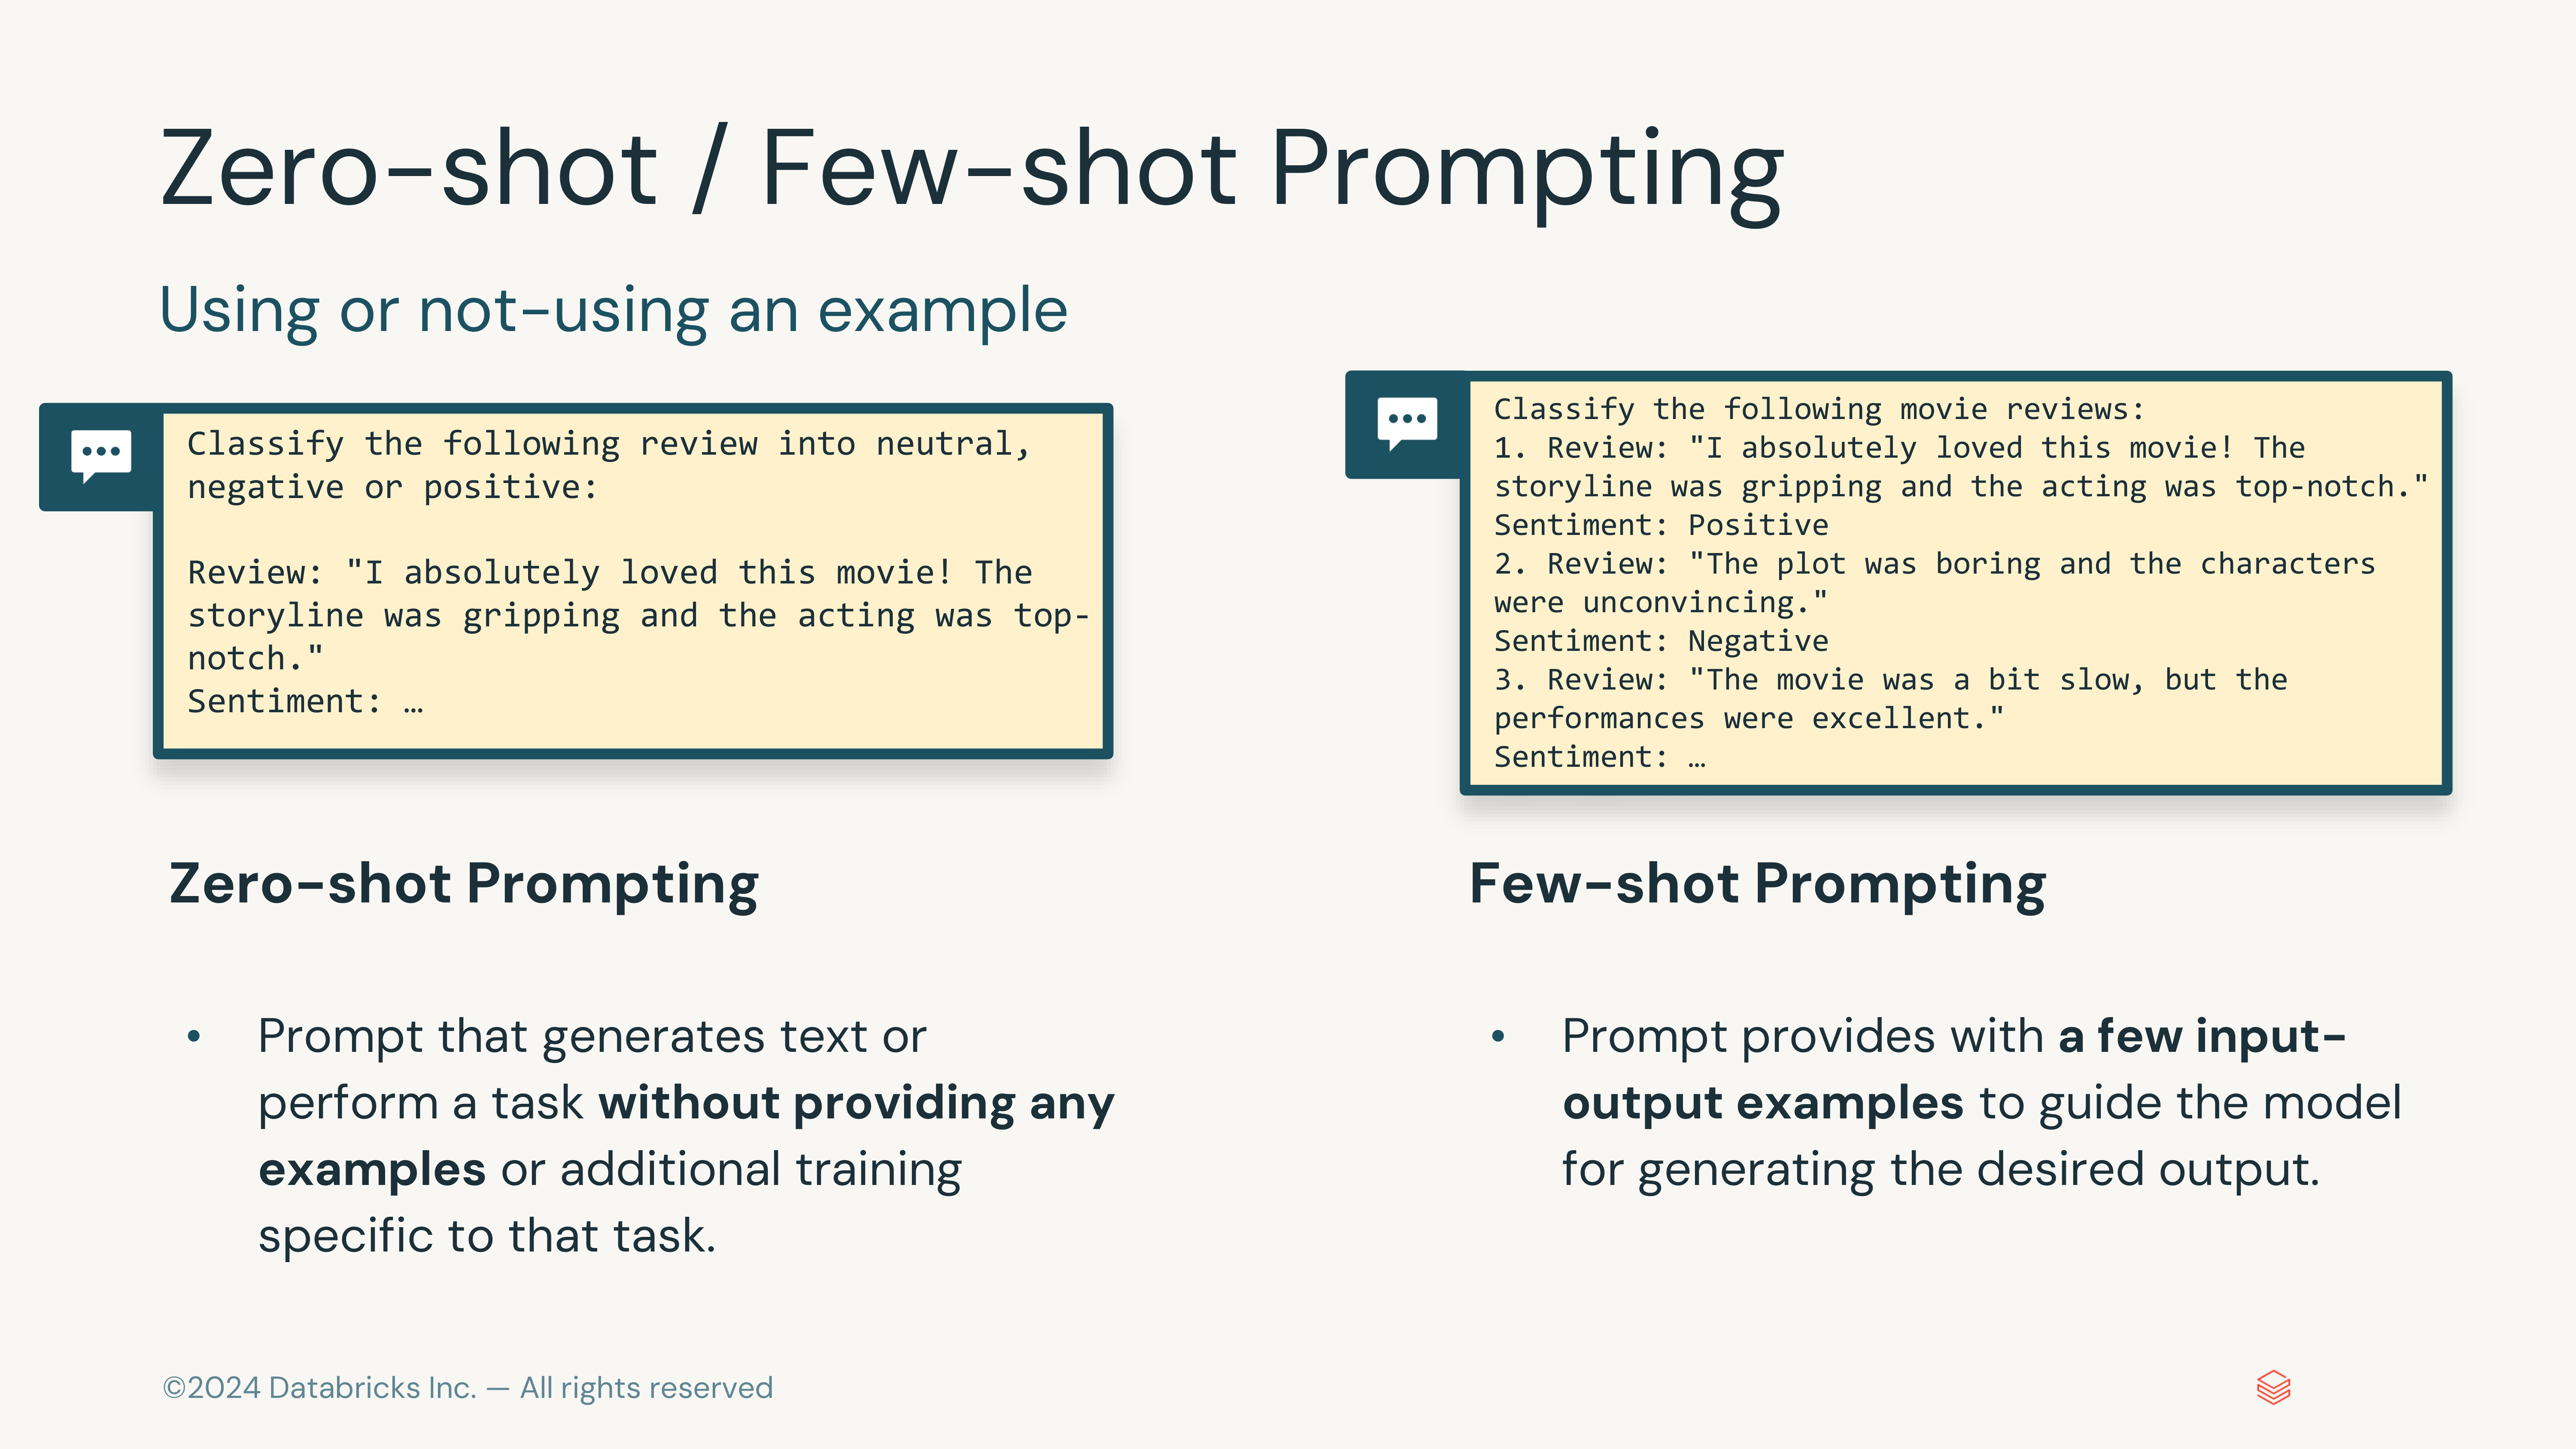 Zero-shot / Few-shot Prompting
Using or not-using an example
Classify the following review into neutral,
negative or positive:
Review: "I absolutely loved this movie! The
storyline was gripping and the acting was top-
notch."
Sentiment: …
Zero-shot Prompting
• Prompt that generates text or
perform a task without providing any
examples or additional training
specific to that task.
Classify the following movie reviews:
1. Review: "I absolutely loved this movie! The
storyline was gripping and the acting was top-notch."
Sentiment: Positive
2. Review: "The plot was boring and the characters
were unconvincing."
Sentiment: Negative
3. Review: "The movie was a bit slow, but the
performances were excellent."
Sentiment: …
Few-shot Prompting
• Prompt provides with a few input-
output examples to guide the model
for generating the desired output.
©2024 Databricks Inc. — All rights reserved